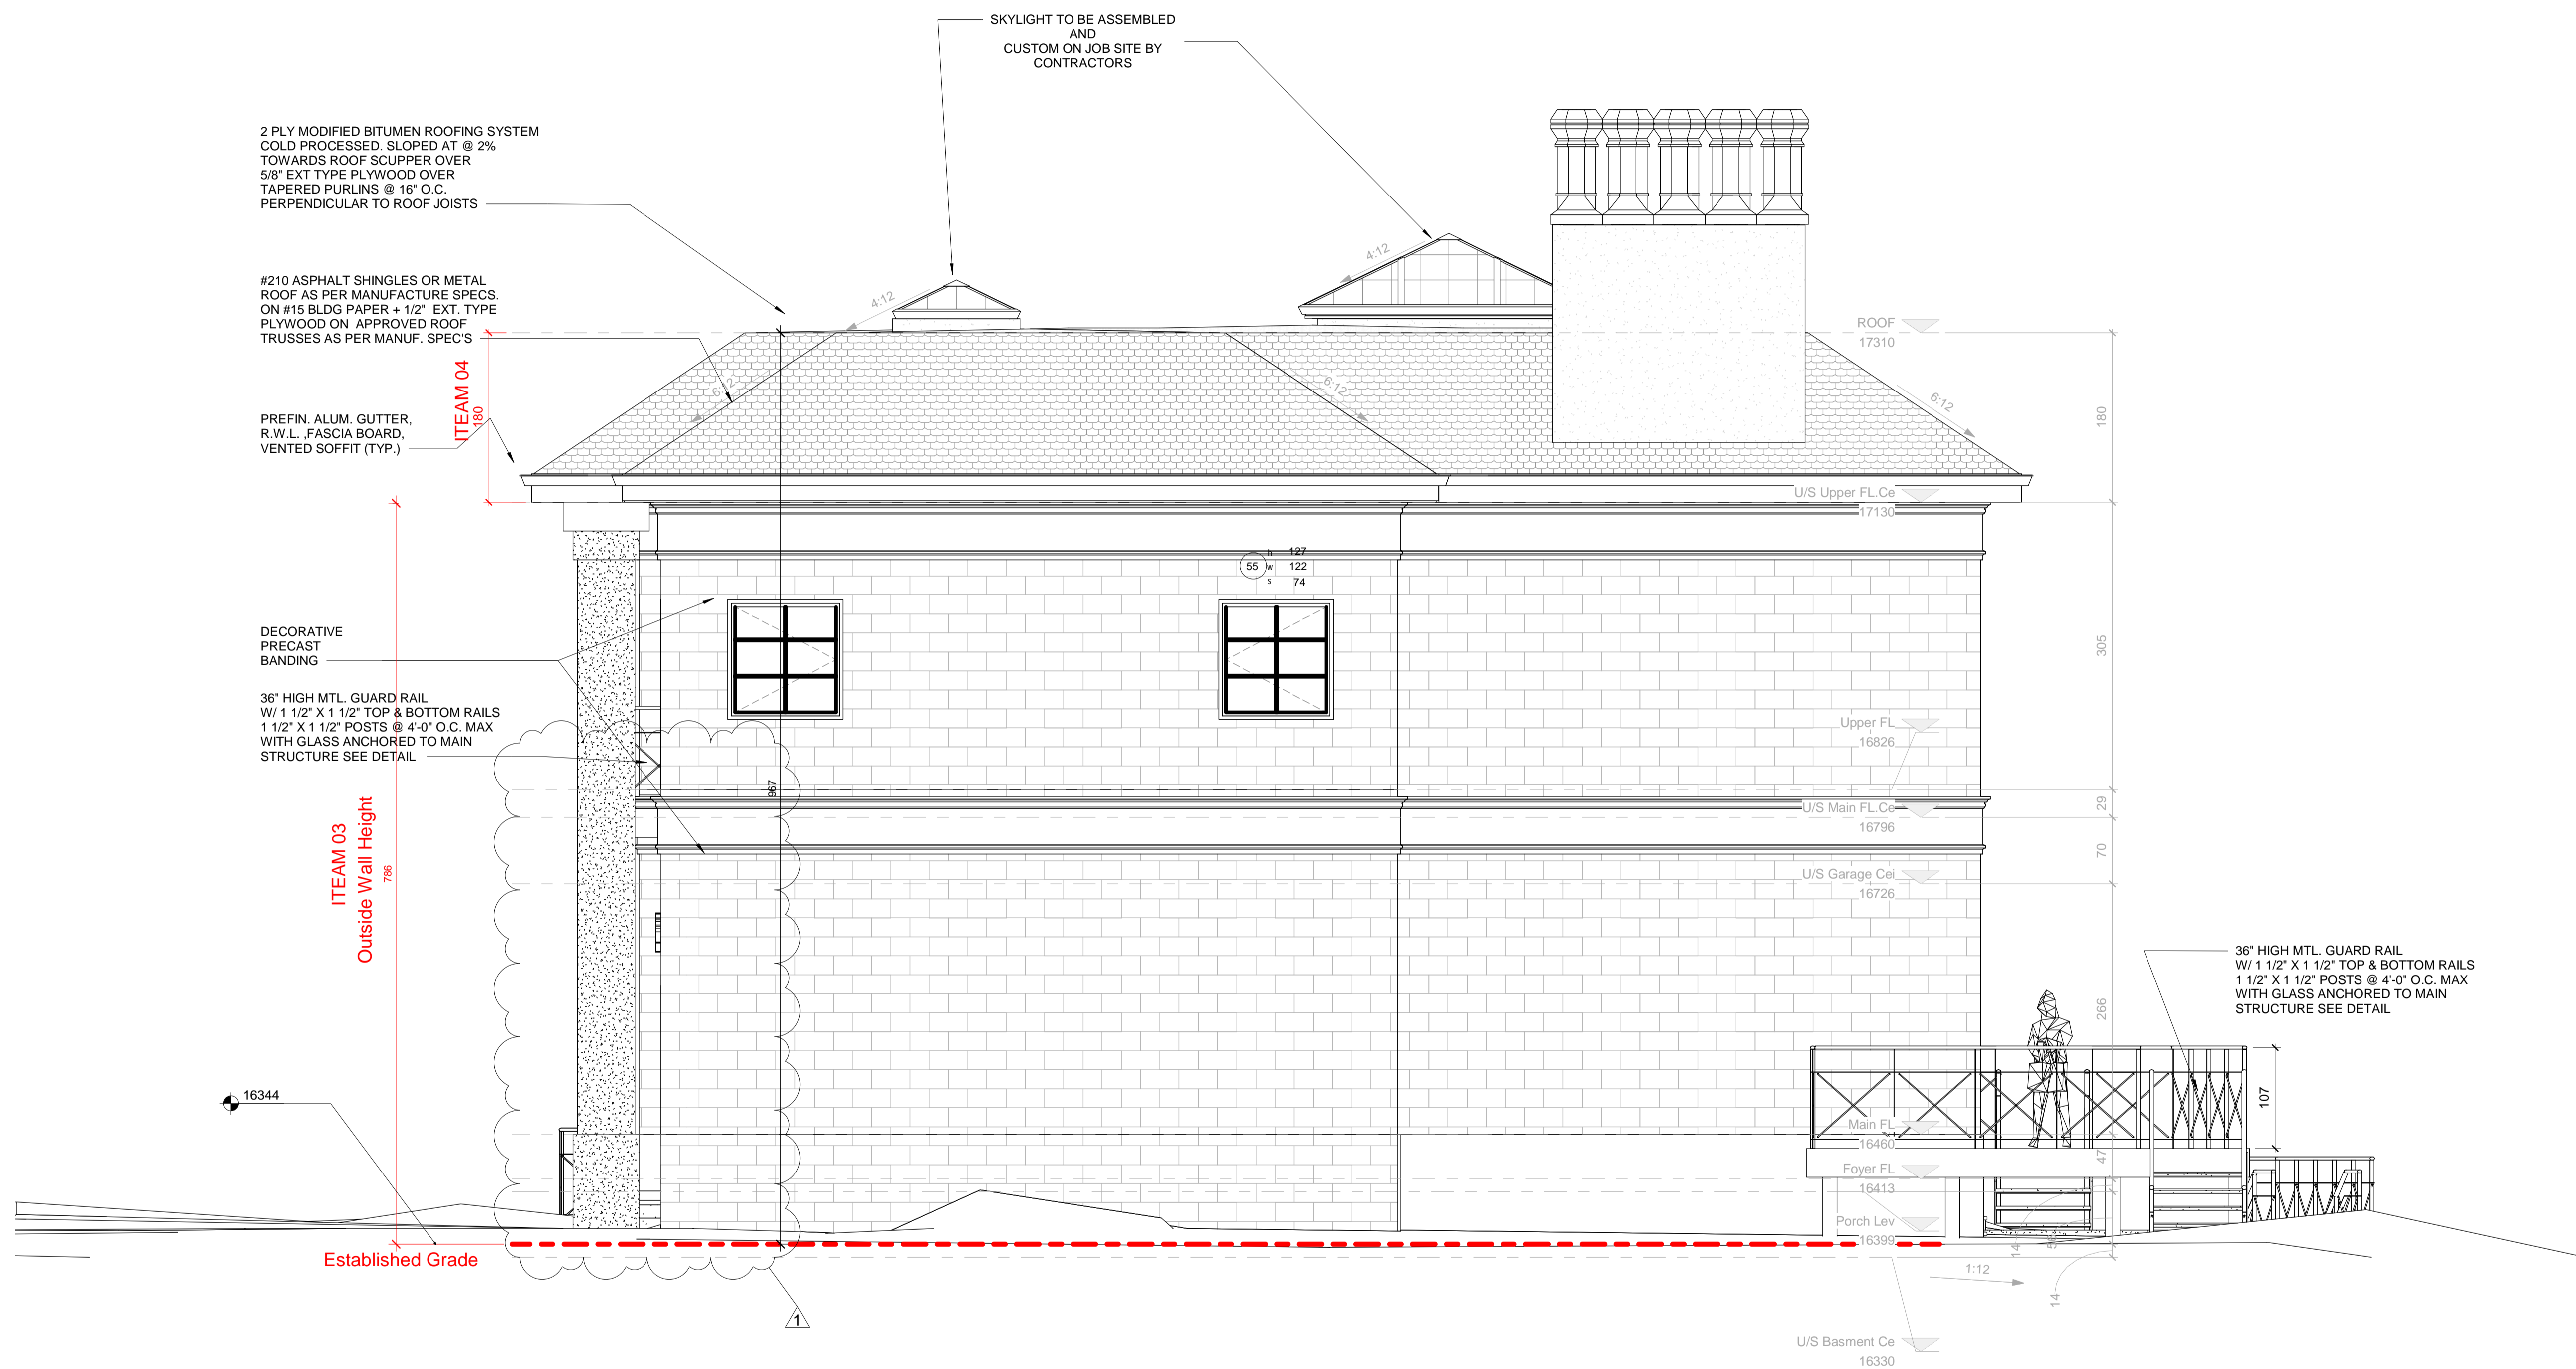 SKYLIGHT TO BE ASSEMBLED
AND
CUSTOM ON JOB SITE BY
CONTRACTORS
2 PLY MODIFIED BITUMEN ROOFING SYSTEM
COLD PROCESSED. SLOPED AT @ 2%
TOWARDS ROOF SCUPPER OVER
5/8" EXT TYPE PLYWOOD OVER
TAPERED PURLINS @ 16" O.C.
PERPENDICULAR TO ROOF JOISTS
#210 ASPHALT SHINGLES OR METAL
ROOF AS PER MANUFACTURE SPECS.
ON #15 BLDG PAPER + 1/2" EXT. TYPE
PLYWOOD ON APPROVED ROOF
TRUSSES AS PER MANUF. SPEC'S
4:12
4:12
ROOF
17310
ITEAM 04
180
6:12
6:12
6:12
180
PREFIN. ALUM. GUTTER,
R.W.L. ,FASCIA BOARD,
VENTED SOFFIT (TYP.)
U/S Upper FL.Ce
17130
55
h 127
w 122
s 74
DECORATIVE
PRECAST
BANDING
305
36" HIGH MTL. GUARD RAIL
W/ 1 1/2" X 1 1/2" TOP & BOTTOM RAILS
1 1/2" X 1 1/2" POSTS @ 4'-0" O.C. MAX
WITH GLASS ANCHORED TO MAIN
STRUCTURE SEE DETAIL
Upper FL
16826
967
29
U/S Main FL.Ce
16796
70
U/S Garage Cei
16726
ITEAM 03
Outside Wall Height
786
36" HIGH MTL. GUARD RAIL
W/ 1 1/2" X 1 1/2" TOP & BOTTOM RAILS
1 1/2" X 1 1/2" POSTS @ 4'-0" O.C. MAX
WITH GLASS ANCHORED TO MAIN
STRUCTURE SEE DETAIL
266
107
16344
Main FL
16460
47
Foyer FL
16413
Porch Lev
16399
14
Established Grade
1:12
14
1
U/S Basment Ce
16330